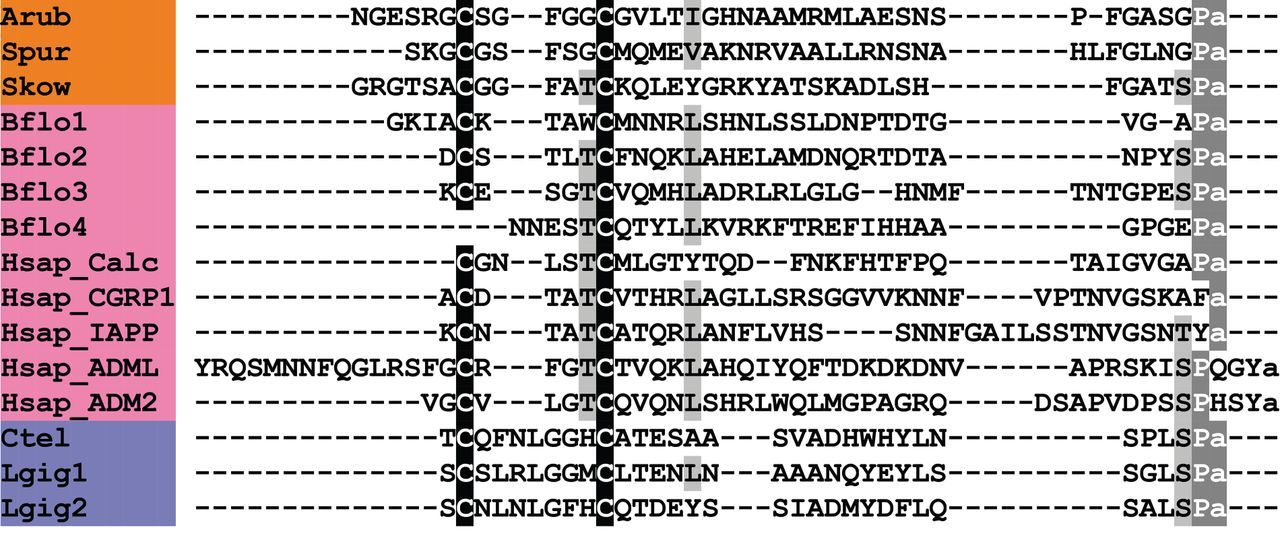 Arub ---------NGESRGCSG--FGGCGVLTIGHNAAMRMLAESNS-------P-FGASGPa---
Spur ------------SKGCGS--FSGCMQMEVAKNRVAALLRNSNA-------HLFGLNGPa---
Skow ---------GRGTSACGG--FATCKQLEYGRKYATSKADLSH----------FGATSPa---
Bflo1 -----------GKIACK---TAWCMNNRLSHNLSSLDNPTDTG----------VG-APa---
Bflo2 --------------DCS---TLTCFNQKLAHELAMDNQRTDTA----------NPYSPa---
Bflo3 --------------KCE---SGTCVQMHLADRLRLGLG--HNMF------TNTGPESPa---
Bflo4 ------------------NNESTCQTYLLKVRKFTREFIHHAA----------GPGEPa---
Hsap_Calc ---------------CGN--LSTCMLGTYTQD--FNKFHTFPQ-------TAIGVGAPa---
Hsap_CGRP1 --------------ACD---TATCVTHRLAGLLSRSGGVVKNNF----VPTNVGSKAFa---
Hsap_IAPP --------------KCN---TATCATQRLANFLVHS----SNNFGAILSSTNVGSNTYa---
Hsap_ADML YRQSMNNFQGLRSFGCR---FGTCTVQKLAHQIYQFTDKDKDNV------APRSKISPQGYa
Hsap_ADM2 -------------VGCV---LGTCQVQNLSHRLWQLMGPAGRQ-----DSAPVDPSSPHSYa
Ctel --------------TCQFNLGGHCATESAA---SVADHWHYLN----------SPLSPa---
Lgig1 --------------SCSLRLGGMCLTENLN---AAANQYEYLS----------SGLSPa---
Lgig2 --------------SCNLNLGFHCQTDEYS---SIADMYDFLQ----------SALSPa---